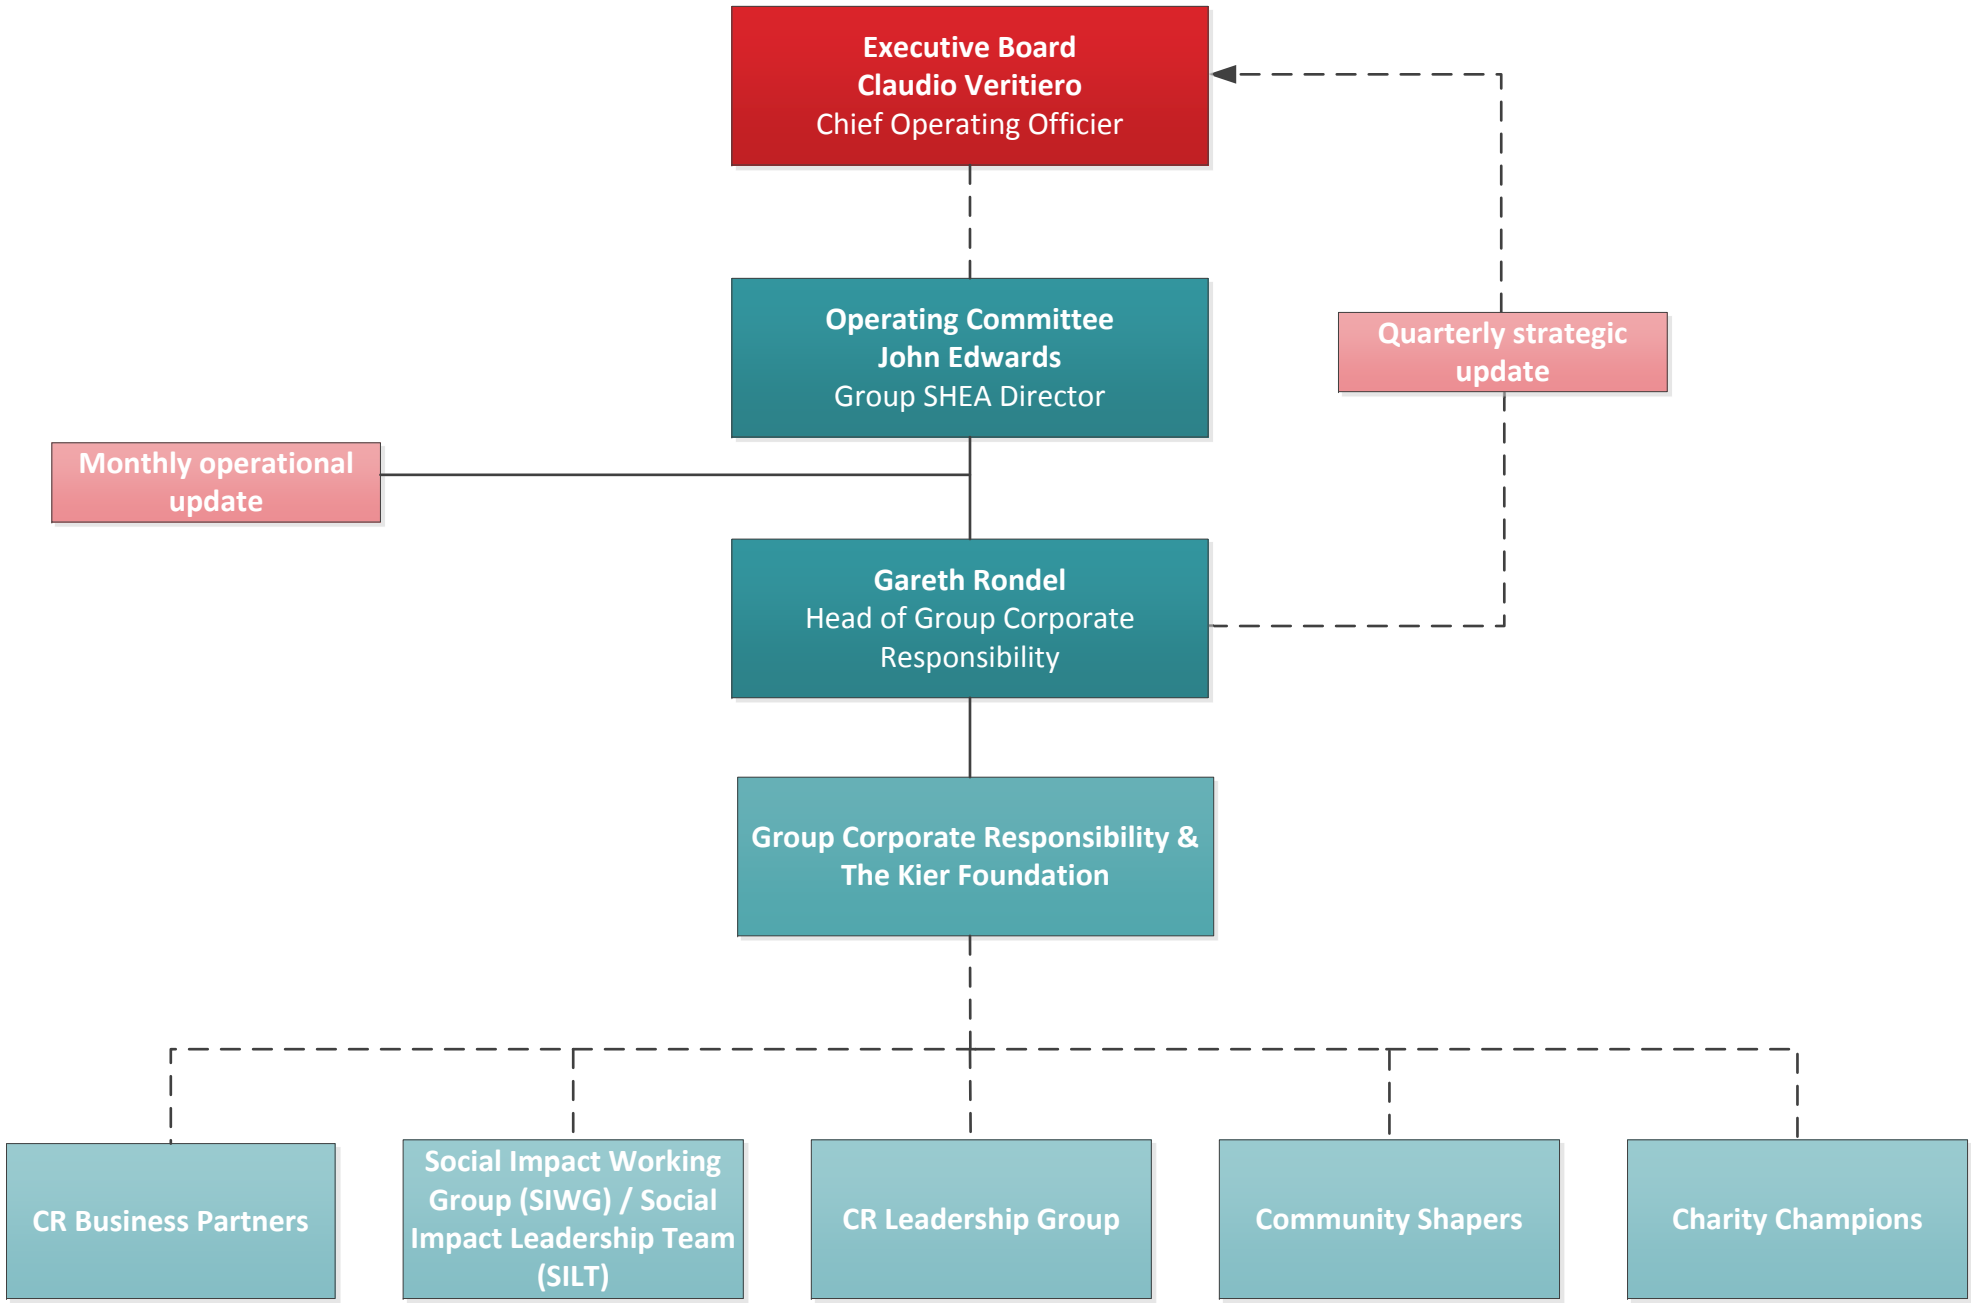 Executive Board
Claudio Veritiero
Chief Operating Officier
Operating Committee
John Edwards
Group SHEA Director
Quarterly strategic
update
Monthly operational
update
Gareth Rondel
Head of Group Corporate
Responsibility
Group Corporate Responsibility &
The Kier Foundation
CR Business Partners
Social Impact Working
Group (SIWG) / Social
Impact Leadership Team
(SILT)
CR Leadership Group
Community Shapers
Charity Champions